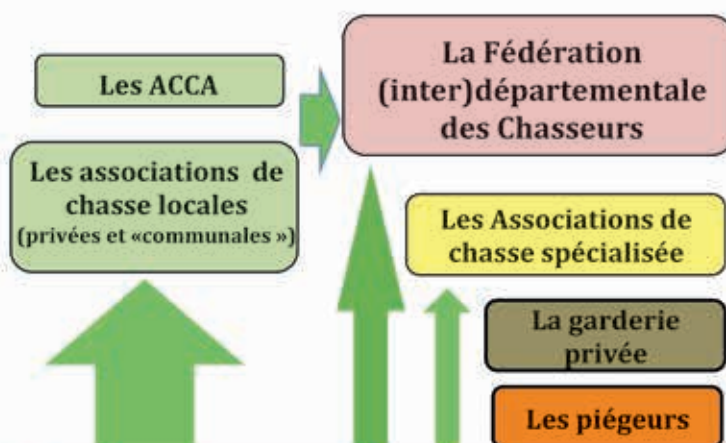 Les ACCA
La Fédération
(inter)départementale
des Chasseurs
Les associations de
chasse locales
(privées et «communales »)
Les Associations de
chasse spécialisée
La garderie
privée
Les piégeurs